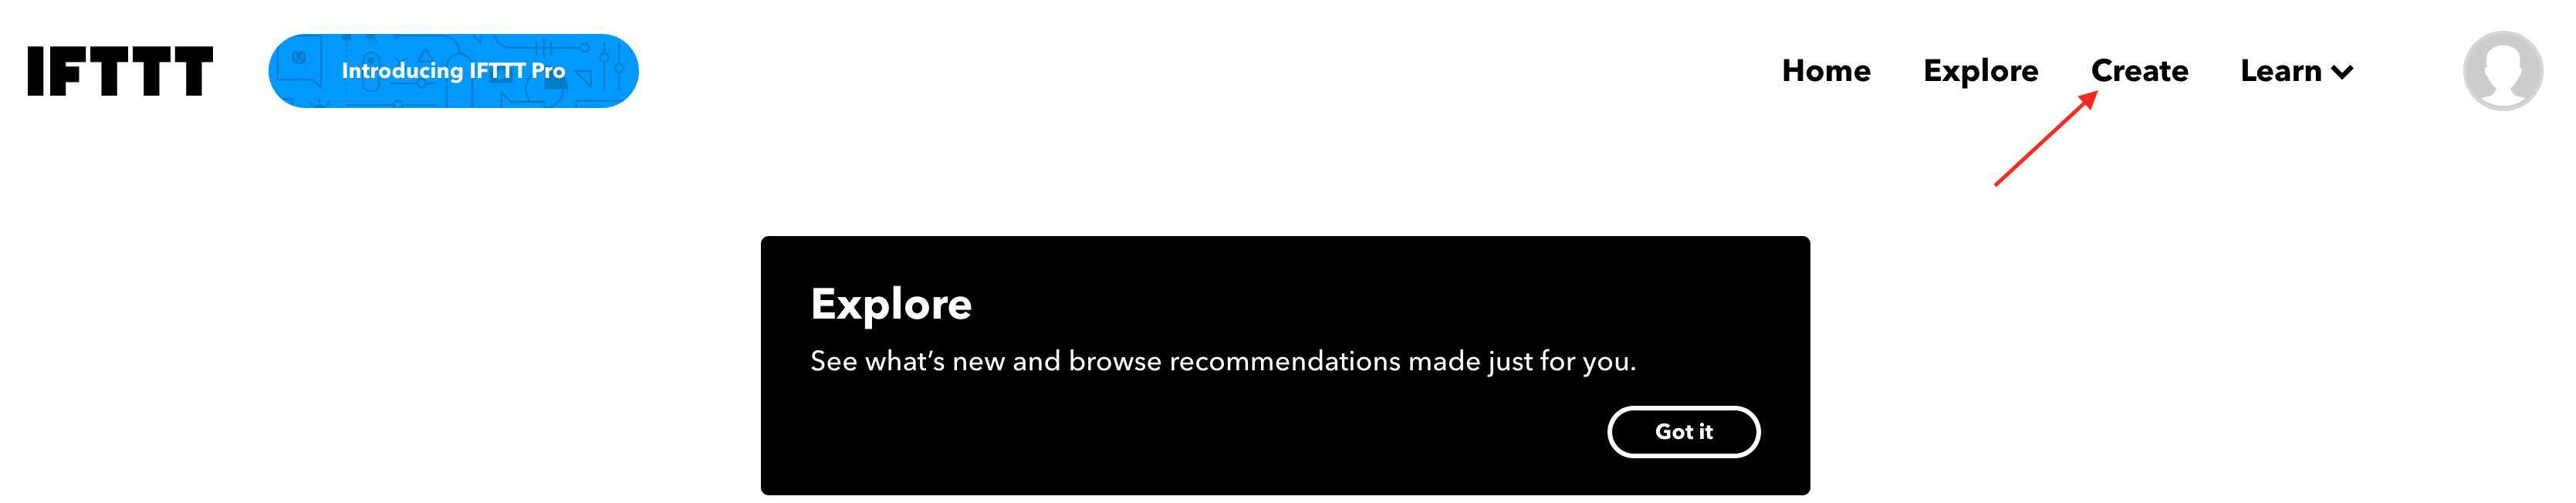 IFTTT
Introducing IFTTT Pro
Home Explore Create Learn
Explore
See what’s new and browse recommendations made just for you.
Got it